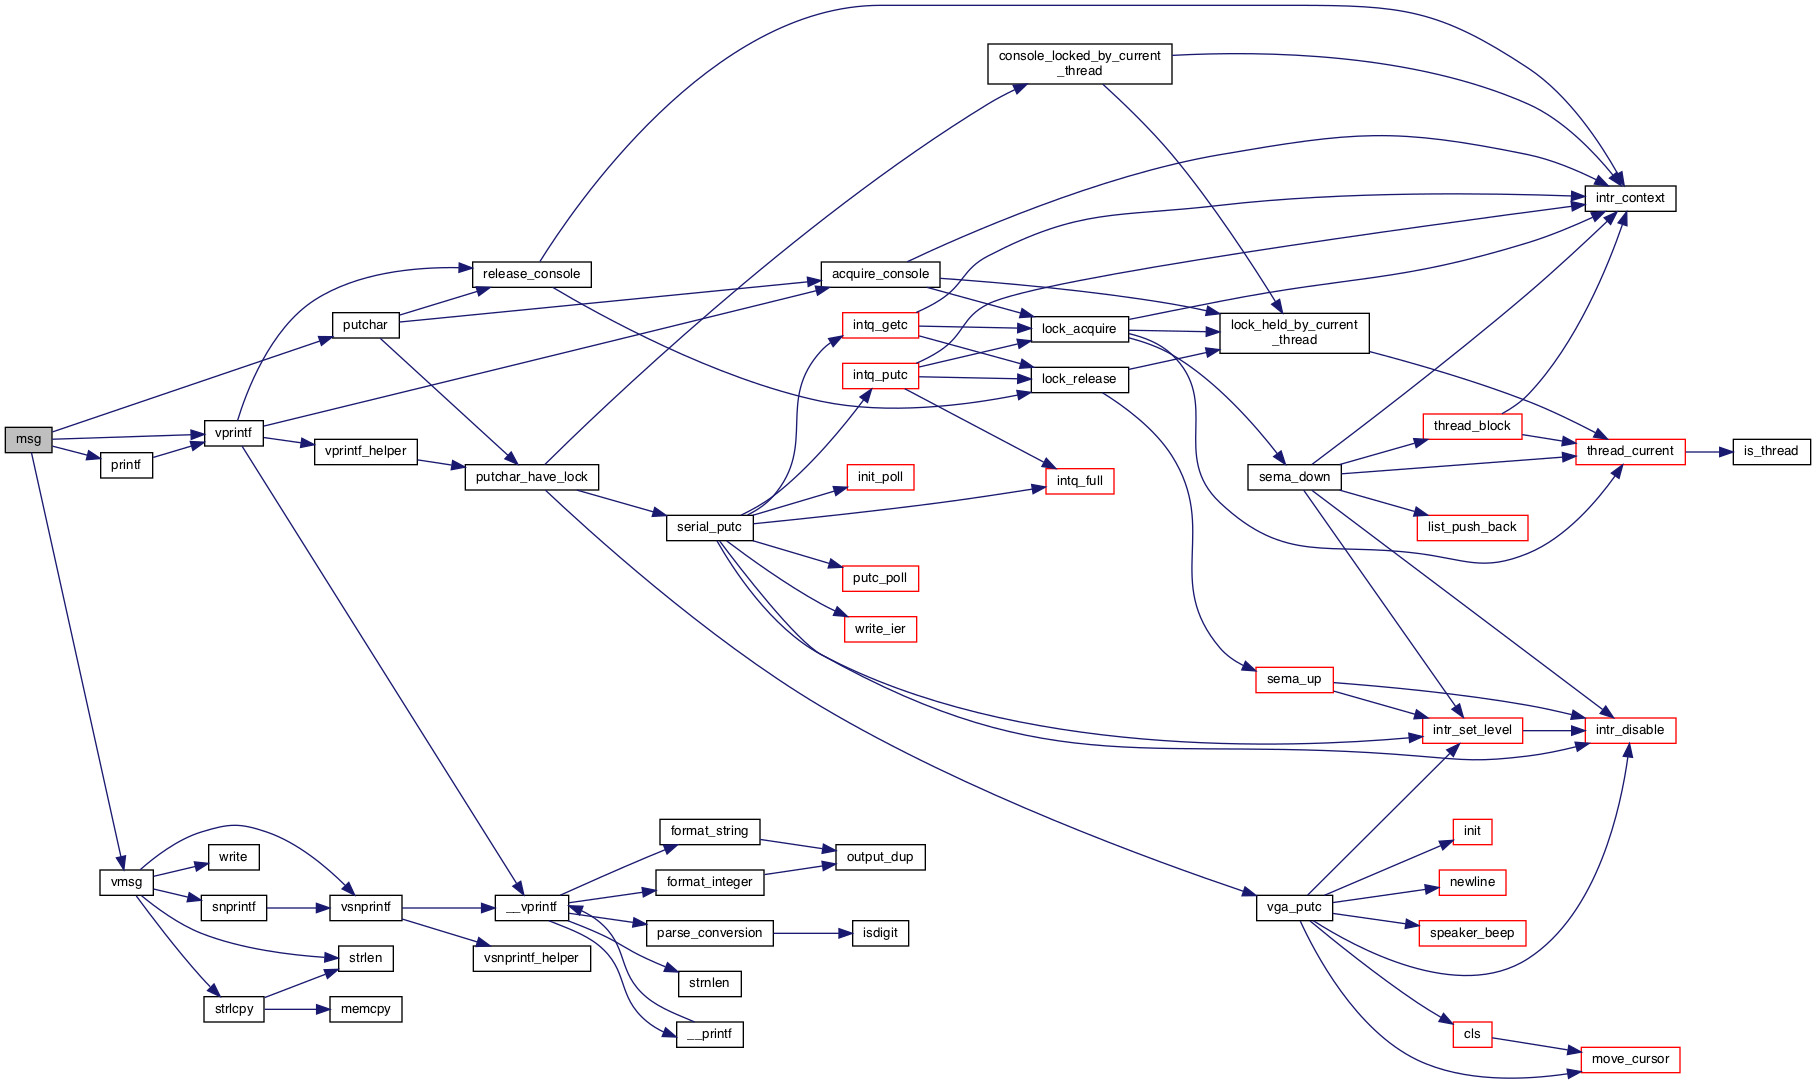 console_locked_by_current
_thread
intr_context
release_console
acquire_console
putchar
intq_getc
lock_acquire
lock_held_by_current
_thread
intq_putc
lock_release
msg
vprintf
printf
vprintf_helper
putchar_have_lock
thread_block
thread_current
is_thread
init_poll
intq_full
sema_down
serial_putc
list_push_back
putc_poll
write_ier
sema_up
intr_set_level
intr_disable
format_string
init
write
output_dup
vmsg
format_integer
newline
snprintf
vsnprintf
__vprintf
vga_putc
parse_conversion
isdigit
speaker_beep
strlen
vsnprintf_helper
strnlen
strlcpy
memcpy
__printf
cls
move_cursor